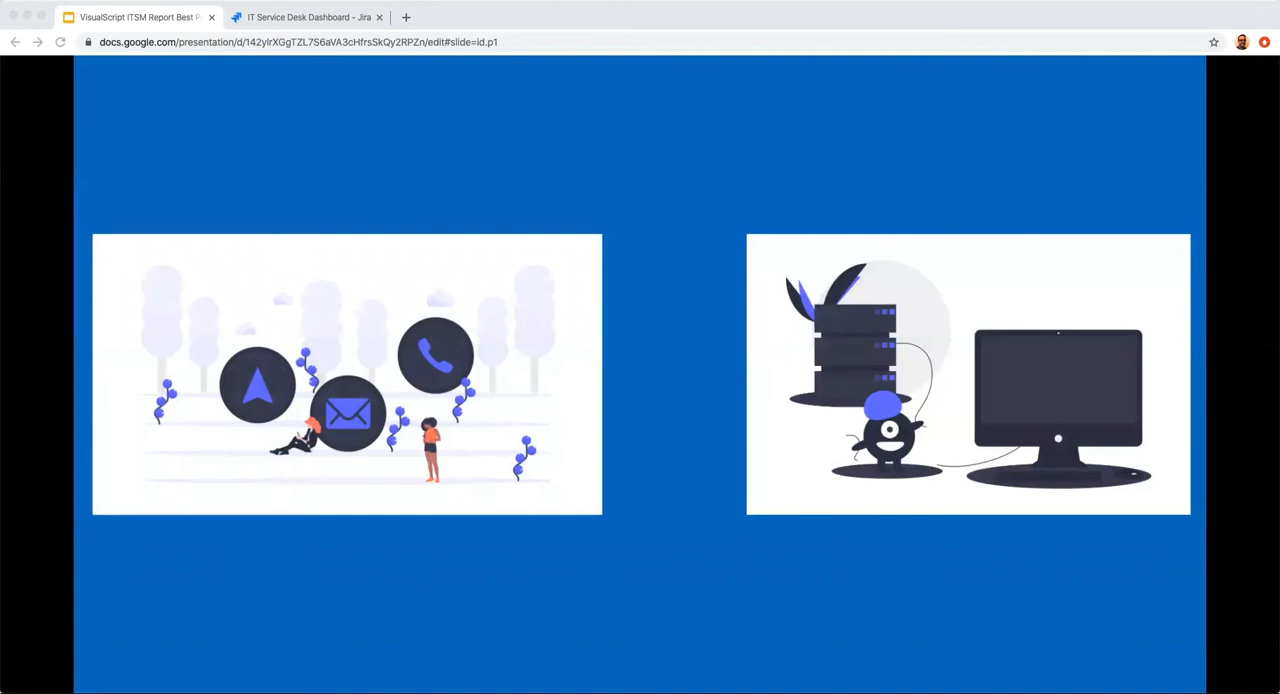 VisualScript ITSM Report Best P
IT Service Desk Dashboard - Jira
docs.google.com/presentation/d/142ylrXGgTZL7S6aVA3cHfrsSkQy2RPZn/edit#slide=id.p1